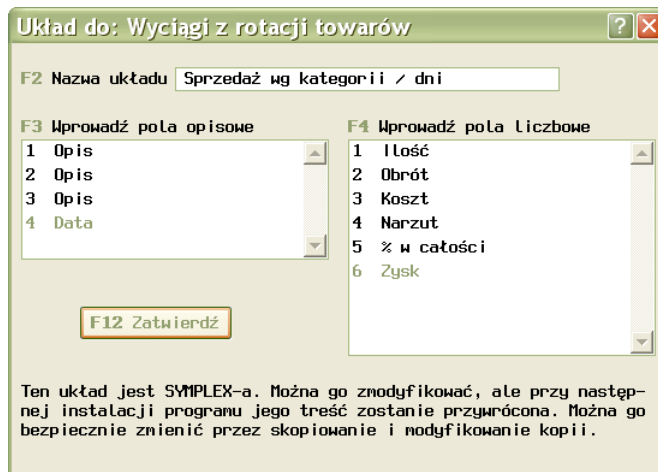 Układ do: Wyciągi z rotacji towarów
F2 Nazwa układu Sprzedaż wg kategorii / dni
F3 Wprowadź pola opisowe
1 Opis
2 Opis
3 Opis
4 Data
F4 Wprowadź pola liczbowe
1 Ilość
2 Obrót
3 Koszt
4 Narzut
5 % w całości
6 Zysk
F12 Zatwierdź
Ten układ jest SYMPLEX-a. Można go zmodyfikować, ale przy następ-
nej instalacji programu jego treść zostanie przywrócona. Można go
bezpiecznie zmienić przez skopiowanie i modyfikowanie kopii.